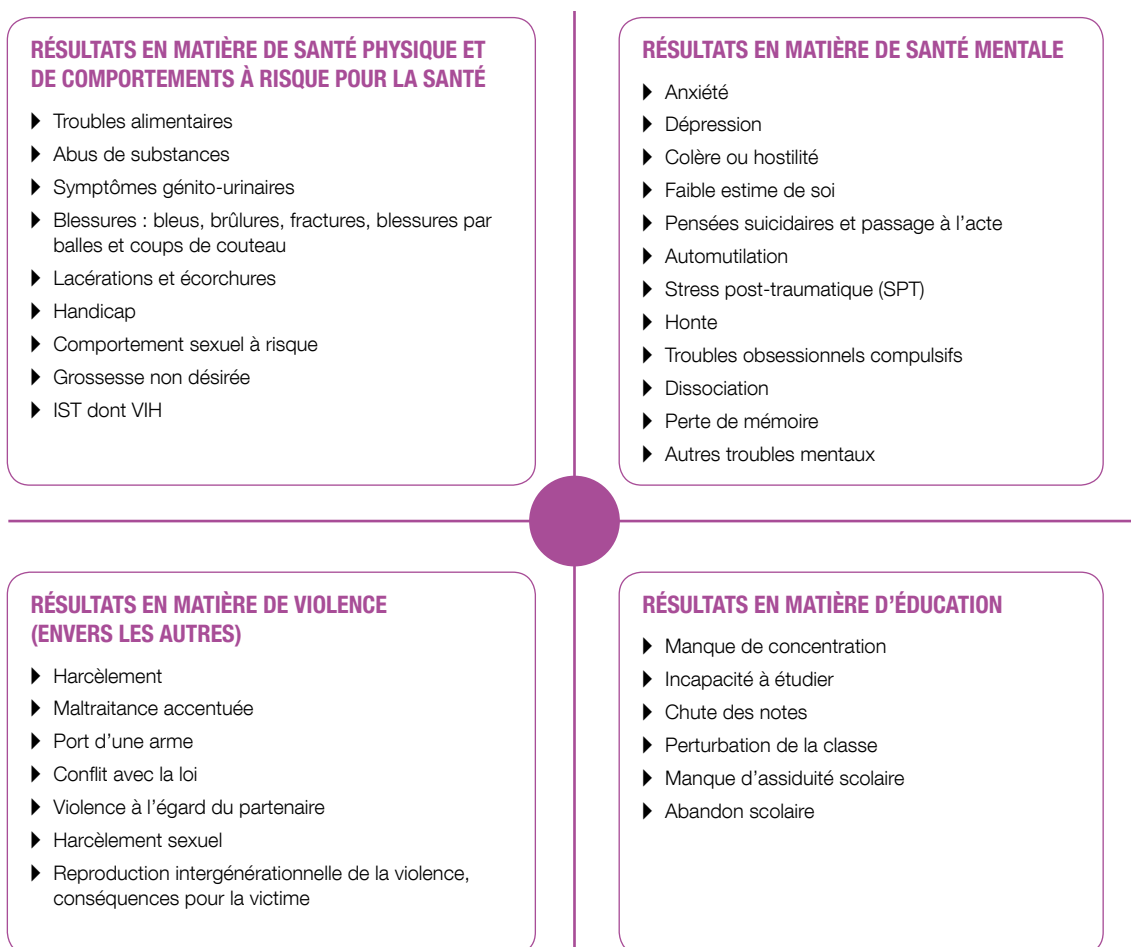 RÉSULTATS EN MATIÈRE DE SANTÉ PHYSIQUE ET
DE COMPORTEMENTS À RISQUE POUR LA SANTÉ
Troubles alimentaires
Abus de substances
Symptômes génito-urinaires
Blessures : bleus, brûlures, fractures, blessures par
balles et coups de couteau
Lacérations et écorchures
Handicap
Comportement sexuel à risque
Grossesse non désirée
IST dont VIH
RÉSULTATS EN MATIÈRE DE SANTÉ MENTALE
Anxiété
Dépression
Colère ou hostilité
Faible estime de soi
Pensées suicidaires et passage à l'acte
Automutilation
Stress post-traumatique (SPT)
Honte
Troubles obsessionnels compulsifs
Dissociation
Perte de mémoire
Autres troubles mentaux
RÉSULTATS EN MATIÈRE DE VIOLENCE
(ENVERS LES AUTRES)
Harcèlement
Maltraitance accentuée
Port d'une arme
Conflit avec la loi
Violence à l'égard du partenaire
Harcèlement sexuel
Reproduction intergénérationnelle de la violence,
conséquences pour la victime
RÉSULTATS EN MATIÈRE D'ÉDUCATION
Manque de concentration
Incapacité à étudier
Chute des notes
Perturbation de la classe
Manque d'assiduité scolaire
Abandon scolaire